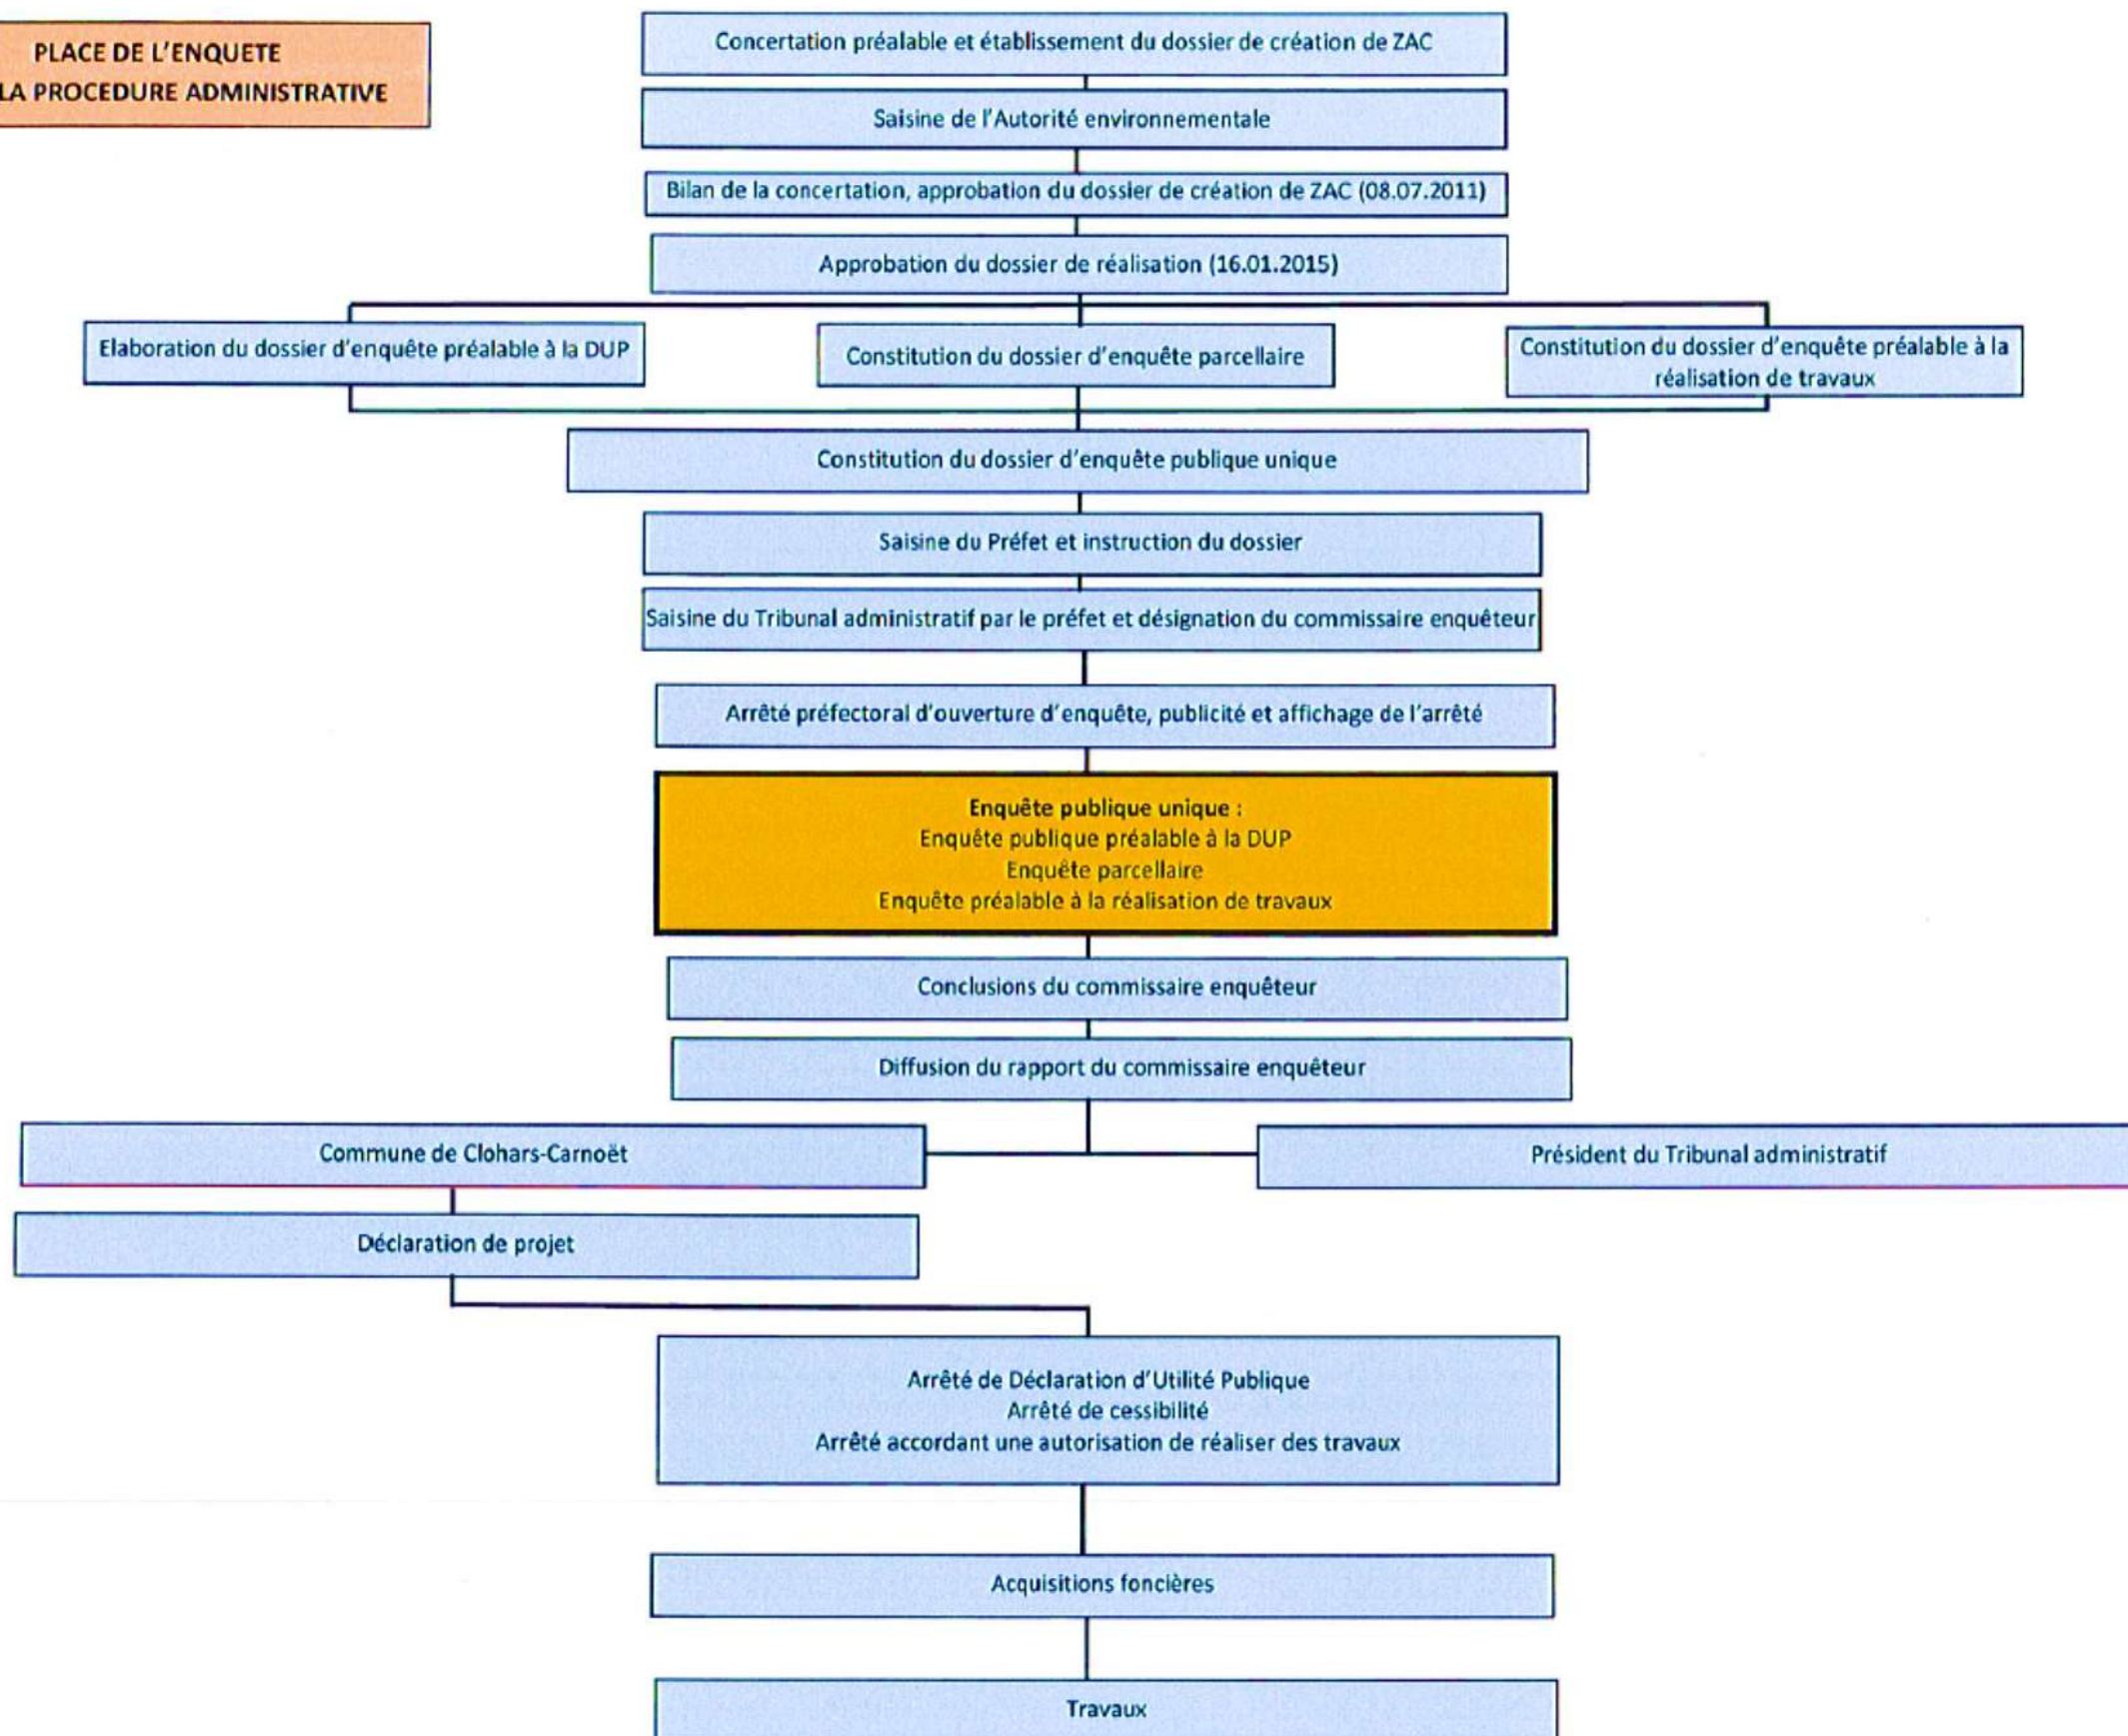 PLACE DE L'ENQUETE
LA PROCEDURE ADMINISTRATIVE
Concertation préalable et établissement du dossier de création de ZAC
Saisine de l'Autorité environnementale
Bilan de la concertation, approbation du dossier de création de ZAC (08.07.2011)
Approbation du dossier de réalisation (16.01.2015)
Elaboration du dossier d'enquête préalable à la DUP
Constitution du dossier d'enquête parcellaire
Constitution du dossier d'enquête préalable à la
réalisation de travaux
Constitution du dossier d'enquête publique unique
Saisine du Préfet et instruction du dossier
Saisine du Tribunal administratif par le préfet et désignation du commissaire enquêteur
Arrêté préfectoral d'ouverture d'enquête, publicité et affichage de l'arrêté
Enquête publique unique :
Enquête publique préalable à la DUP
Enquête parcellaire
Enquête préalable à la réalisation de travaux
Conclusions du commissaire enquêteur
Diffusion du rapport du commissaire enquêteur
Commune de Clohars-Carnoët
Président du Tribunal administratif
Déclaration de projet
Arrêté de Déclaration d'Utilité Publique
Arrêté de cessibilité
Arrêté accordant une autorisation de réaliser des travaux
Acquisitions foncières
Travaux